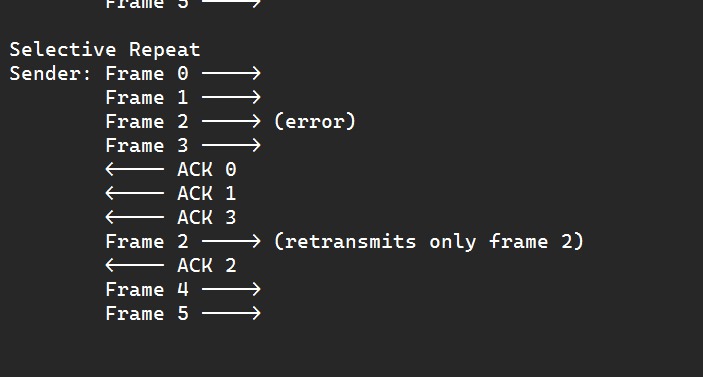 Frame 5 ────→
Selective Repeat
Sender: Frame 0 ────→
Frame 1 ────→
Frame 2 ────→ (error)
Frame 3 ────→
←──── ACK 0
←──── ACK 1
←──── ACK 3
Frame 2 ────→ (retransmits only frame 2)
←──── ACK 2
Frame 4 ────→
Frame 5 ────→